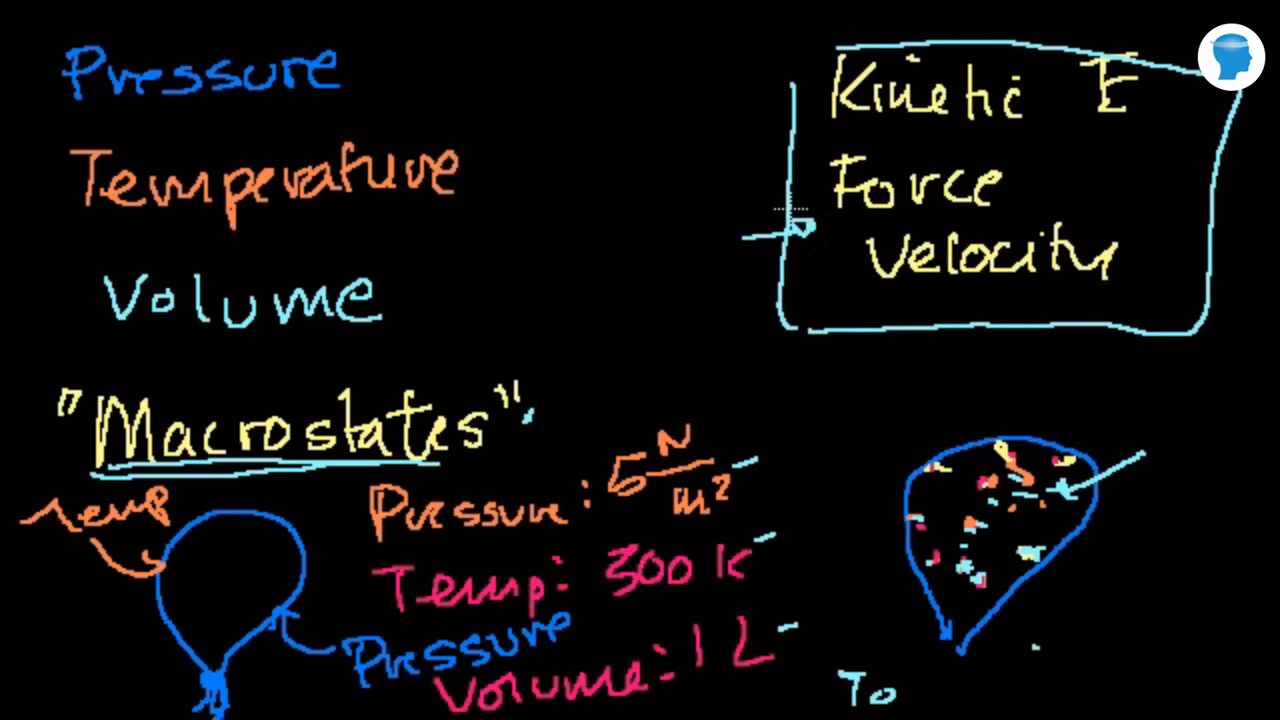 Pressure
Temperature
Volume
Kinetic E
Force
Velocity
"Macrostates"
Temp
Pressure: 5 N/m²
Temp: 300 K
Pressure
Volume: 1 L
To